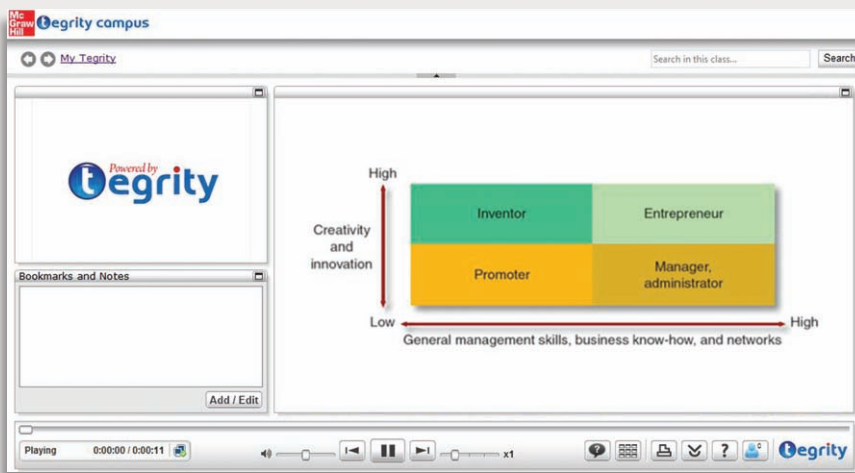 Mc
Graw
Hill
tegrity campus
My Tegrity
Search in this class...
Search
Powered by
tegrity
Bookmarks and Notes
Add / Edit
High
Creativity
and
innovation
Inventor
Entrepreneur
Promoter
Manager,
administrator
Low
High
General management skills, business know-how, and networks
Playing
0:00:00 / 0:00:11
x1
?
?
tegrity